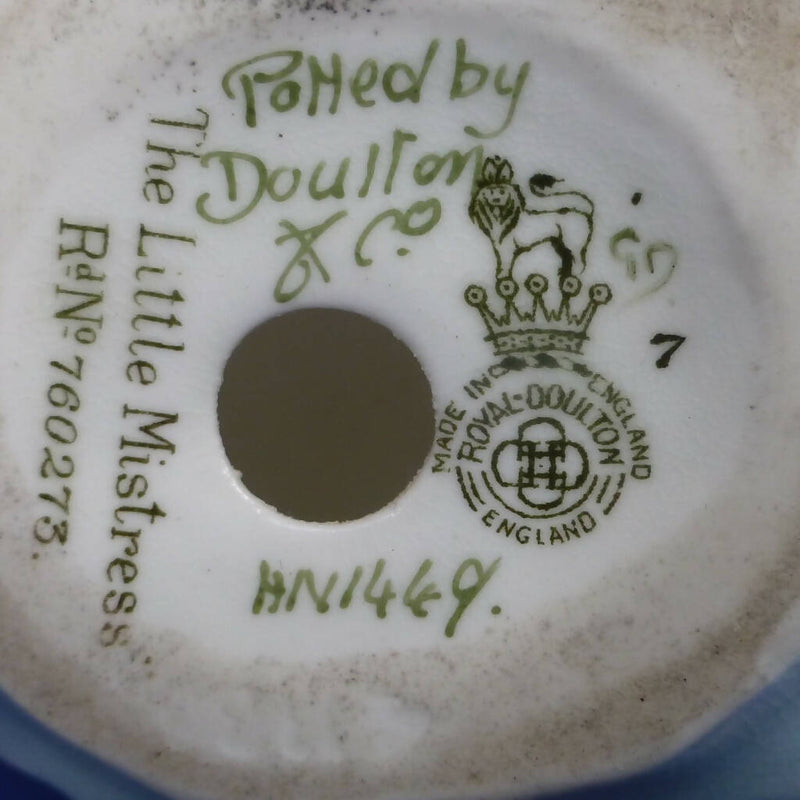 Potted by
Doulton
& Co
The Little Mistress
Rd No 760273.
MADE IN ENGLAND
ROYAL-DOULTON
ENGLAND
7
HN1449.